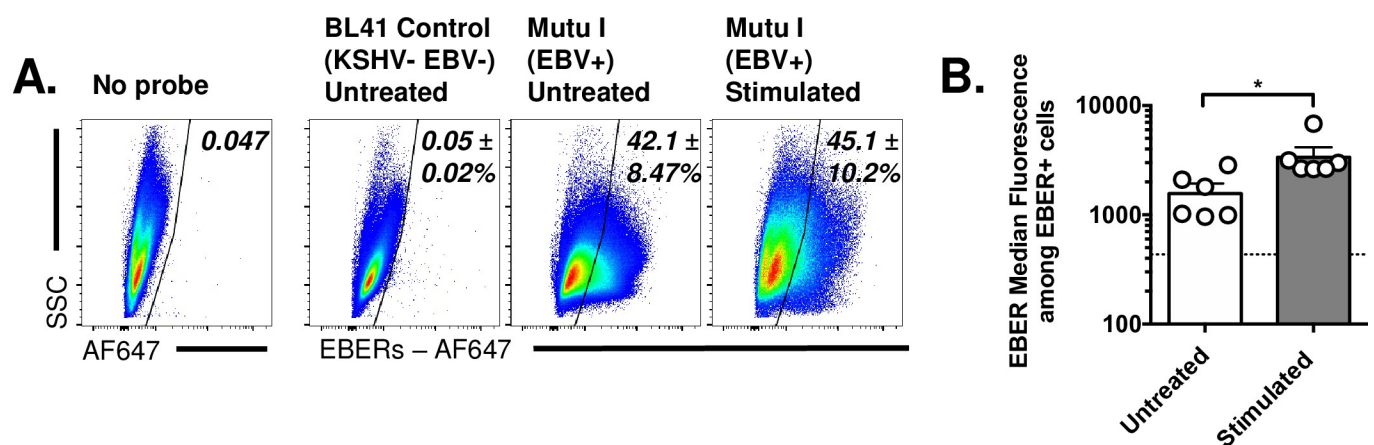 A.
No probe
BL41 Control
(KSHV- EBV-)
Untreated
Mutu I
(EBV+)
Untreated
Mutu I
(EBV+)
Stimulated
0.047
0.05 ±
0.02%
42.1 ±
8.47%
45.1 ±
10.2%
SSC
AF647
EBERs – AF647
B.
EBER Median Fluorescence
among EBER+ cells
10000
1000
100
*
Untreated
Stimulated